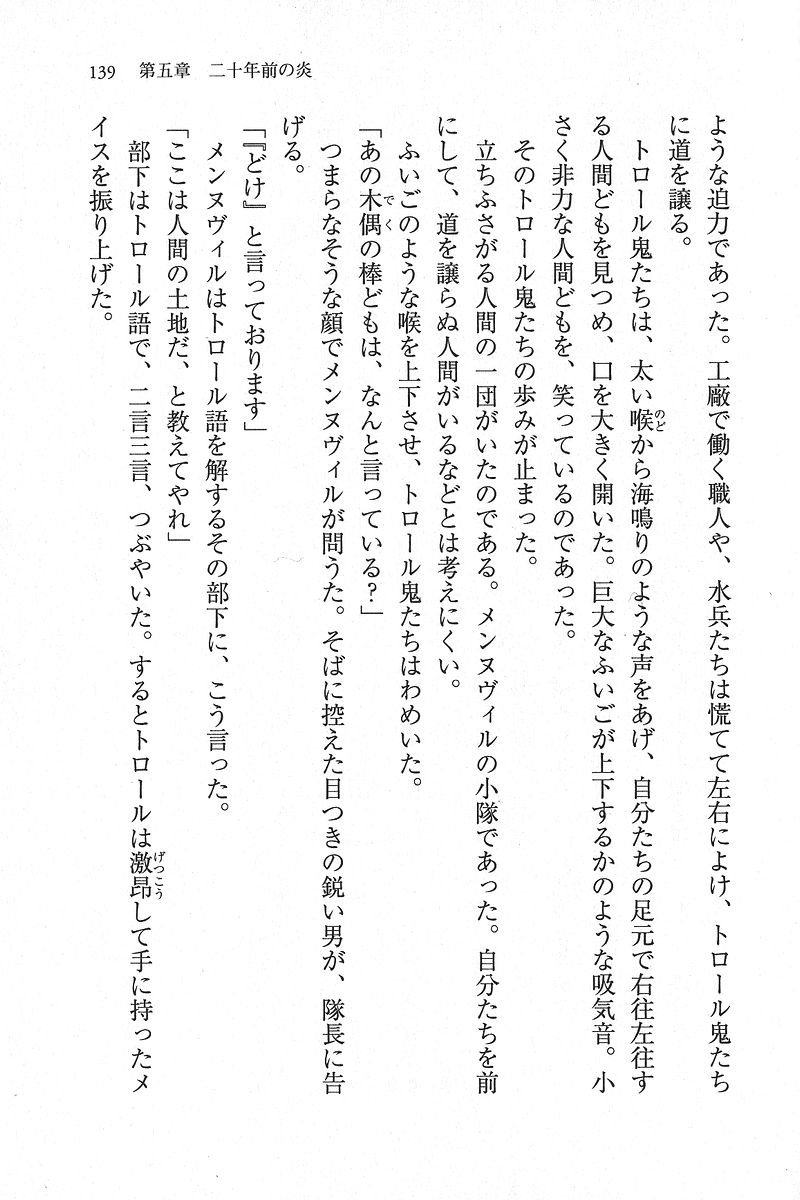 139　第五章　二十年前の炎
ような迫力であった。工廠で働く職人や、水兵たちは慌てて左右によけ、トロール鬼たち
に道を譲る。
　トロール鬼たちは、太い喉のどから海鳴りのような声をあげ、自分たちの足元で右往左往す
る人間どもを見つめ、口を大きく開いた。巨大なふいごが上下するかのような吸気音。小
さく非力な人間どもを、笑っているのであった。
　そのトロール鬼たちの歩みが止まった。
　立ちふさがる人間の一団がいたのである。メンヌヴィルの小隊であった。自分たちを前
にして、道を譲らぬ人間がいるなどとは考えにくい。
　ふいごのような喉を上下させ、トロール鬼たちはわめいた。
「あの木偶でくの棒どもは、なんと言っている？」
　つまらなそうな顔でメンヌヴィルが問うた。そばに控えた目つきの鋭い男が、隊長に告
げる。
「『どけ』と言っております」
　メンヌヴィルはトロール語を解するその部下に、こう言った。
「ここは人間の土地だ、と教えてやれ」
　部下はトロール語で、二言三言、つぶやいた。するとトロールは激昂げっこうして手に持ったメ
イスを振り上げた。